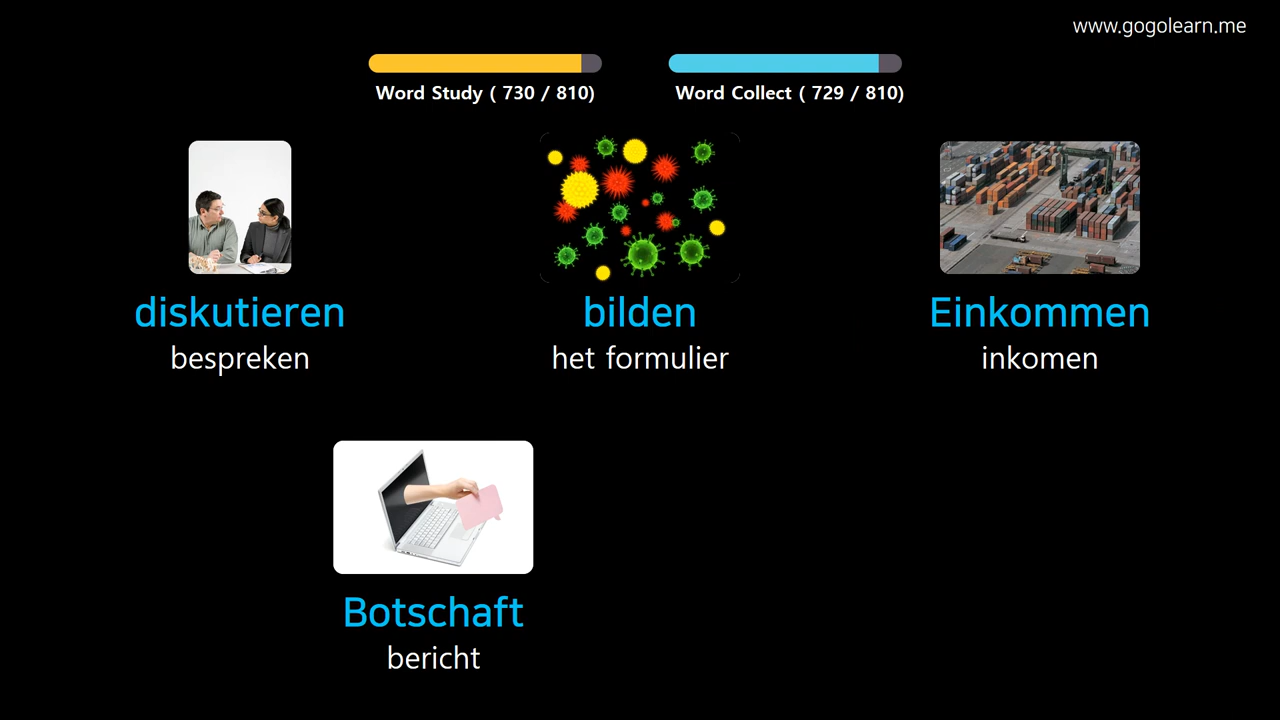 www.gogolearn.me
Word Study ( 730 / 810)
Word Collect ( 729 / 810)
diskutieren
bespreken
bilden
het formulier
Einkommen
inkomen
Botschaft
bericht